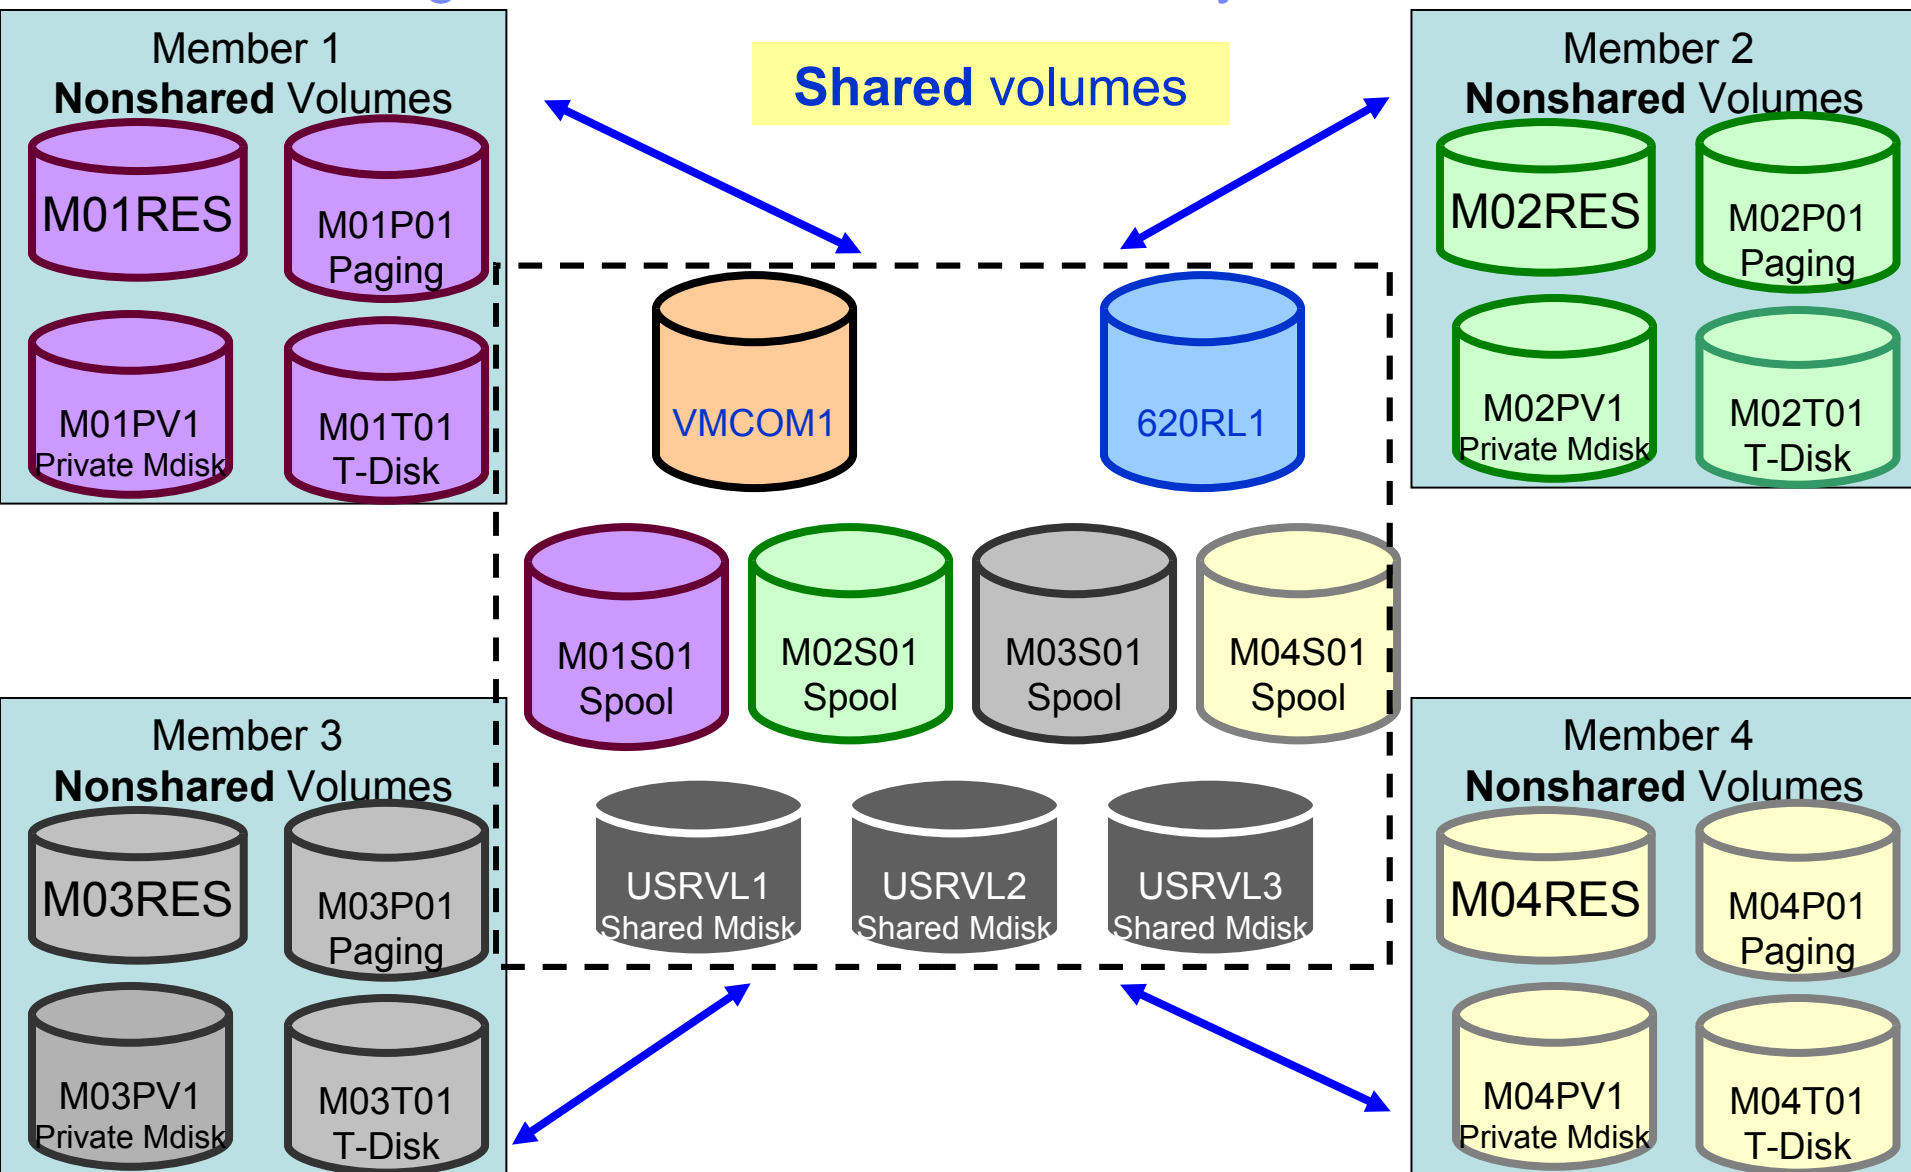 Member 1
Nonshared Volumes
M01RES
M01P01
Paging
M01PV1
Private Mdisk
M01T01
T-Disk
Shared volumes
Member 2
Nonshared Volumes
M02RES
M02P01
Paging
M02PV1
Private Mdisk
M02T01
T-Disk
VMCOM1
620RL1
M01S01
Spool
M02S01
Spool
M03S01
Spool
M04S01
Spool
USRVL1
Shared Mdisk
USRVL2
Shared Mdisk
USRVL3
Shared Mdisk
Member 3
Nonshared Volumes
M03RES
M03P01
Paging
M03PV1
Private Mdisk
M03T01
T-Disk
Member 4
Nonshared Volumes
M04RES
M04P01
Paging
M04PV1
Private Mdisk
M04T01
T-Disk